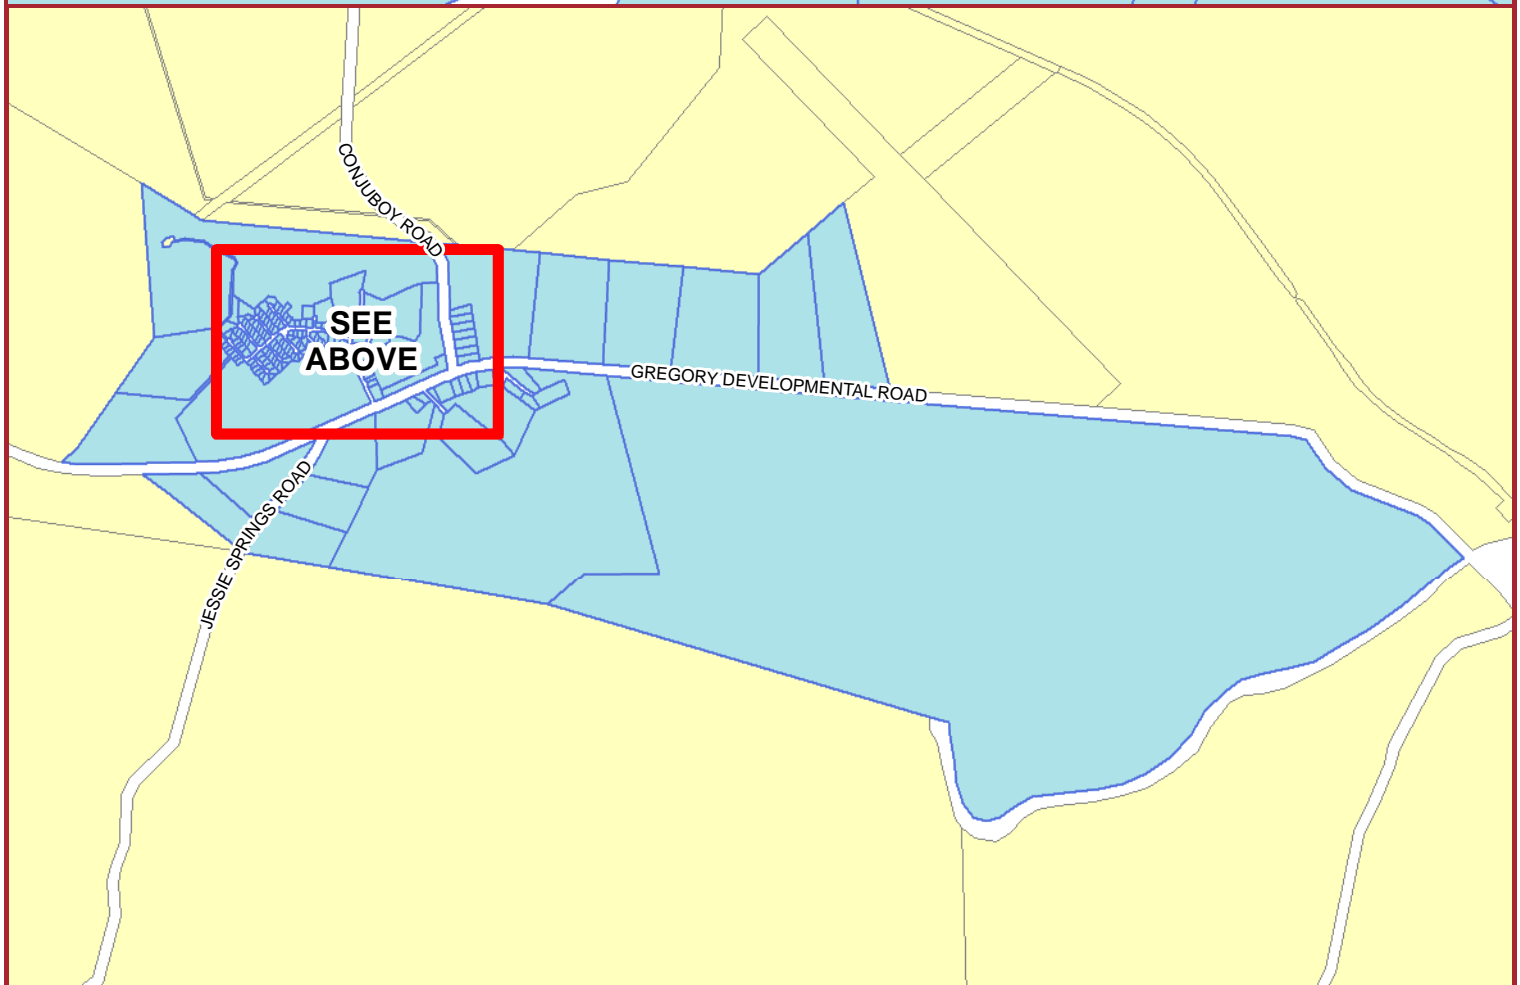 CONJUBOY ROAD
SEE
ABOVE
GREGORY DEVELOPMENTAL ROAD
JESSIE SPRINGS ROAD